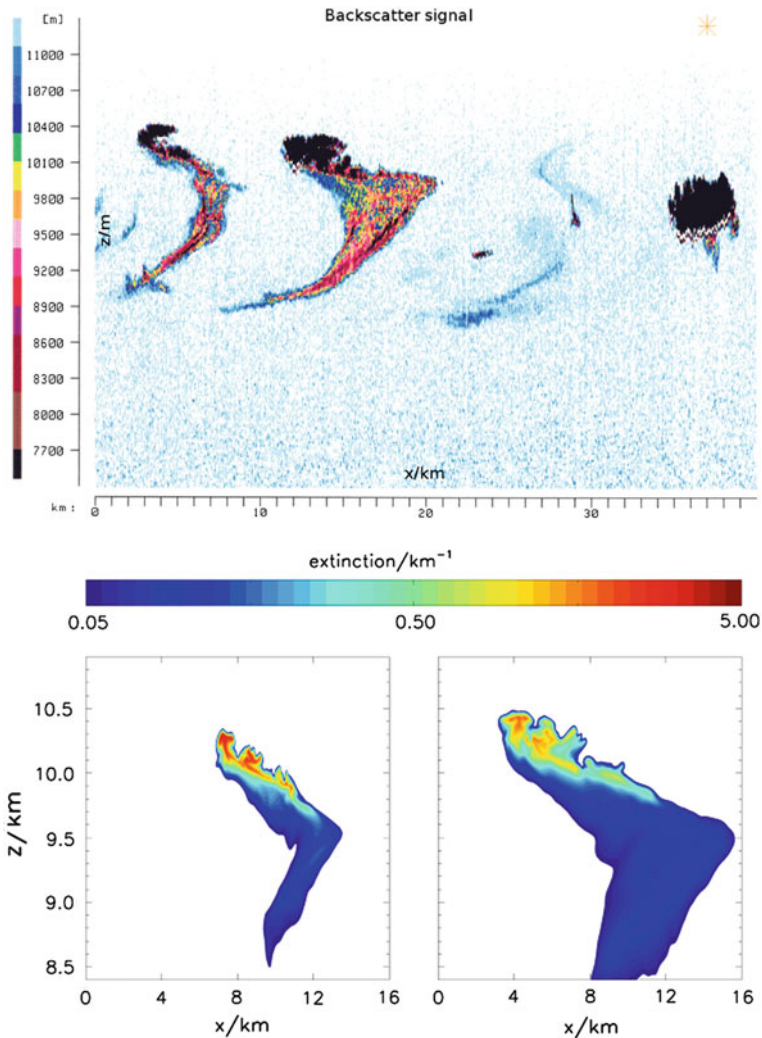 [m] Backscatter signal
11000
10700
10400
10100
9800
9500
9200
8900
8600
8300
8000
7700
z/m
x/km
km: 0 10 20 30
extinction/km⁻¹
0.05 0.50 5.00
10.5
10.0
9.5
9.0
8.5
z/km
0 4 8 12 16
x/km
0 4 8 12 16
x/km